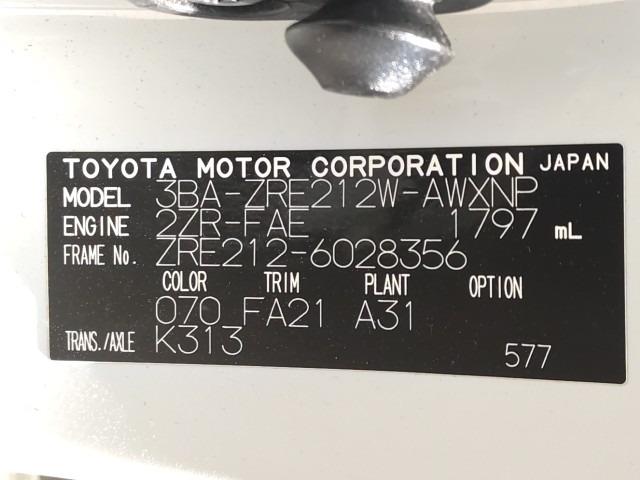 TOYOTA MOTOR CORPORATION JAPAN
MODEL 3BA-ZRE212W-AWXNP
ENGINE 2ZR-FAE 1797 mL
FRAME No. ZRE212-6028356
COLOR TRIM PLANT OPTION
070 FA21 A31
TRANS./AXLE K313
577